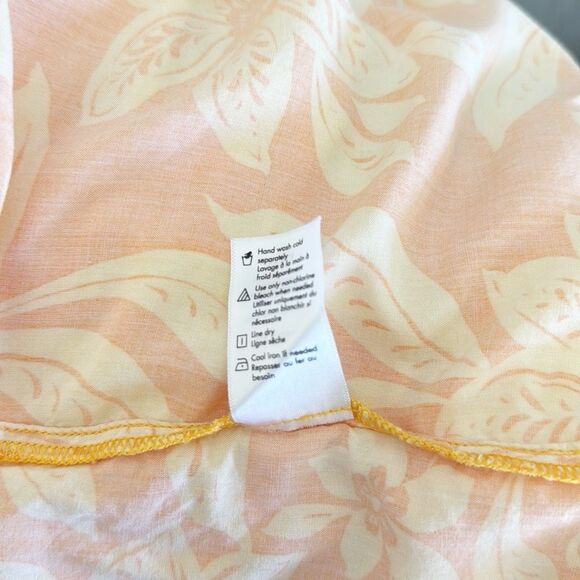 Hand wash cold
separately
Lavage à la main à
froid séparément
Use only non-chlorine
bleach when needed
Utiliser uniquement du
chlor non blanchir si
nécessaire
Line dry
Ligne sèche
Cool iron if needed
Repasser au fer au
besoin